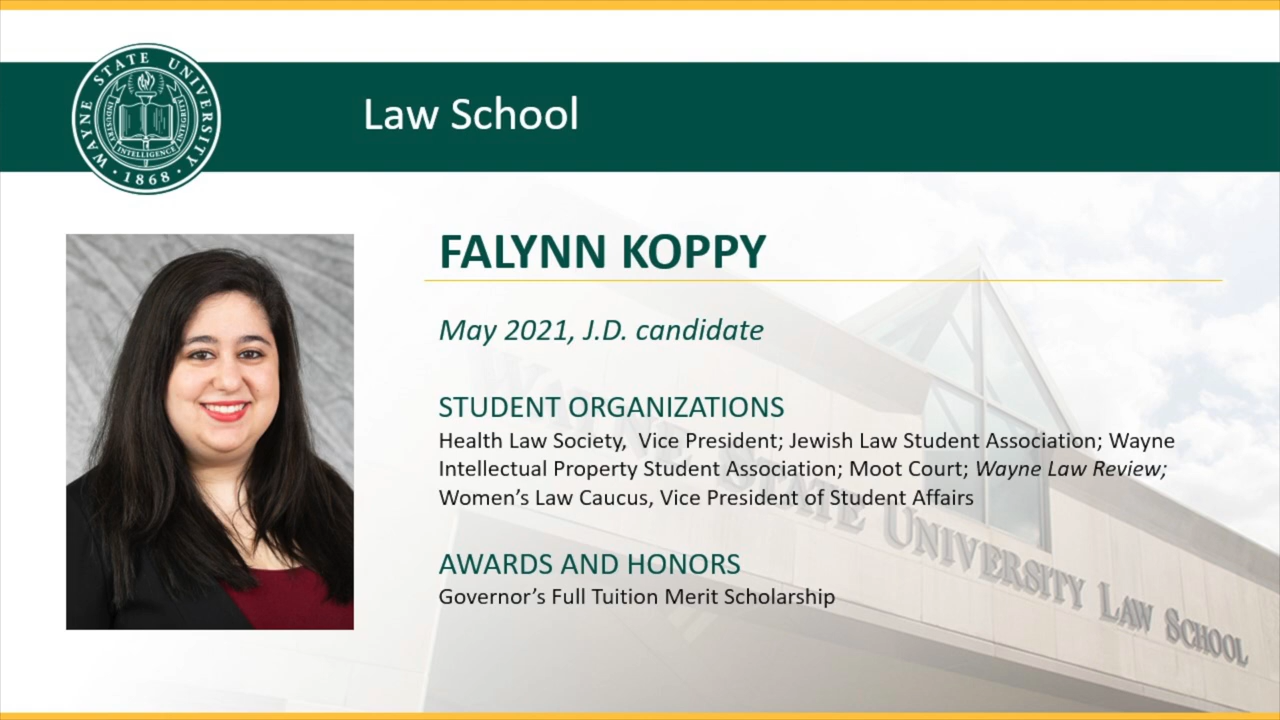 WAYNE STATE UNIVERSITY
INDUSTRY INTELLIGENCE INTEGRITY
· 1868 ·
Law School
FALYNN KOPPY
May 2021, J.D. candidate
STUDENT ORGANIZATIONS
Health Law Society,  Vice President; Jewish Law Student Association; Wayne
Intellectual Property Student Association; Moot Court; Wayne Law Review;
Women’s Law Caucus, Vice President of Student Affairs
AWARDS AND HONORS
Governor’s Full Tuition Merit Scholarship
WAYNE STATE UNIVERSITY LAW SCHOOL